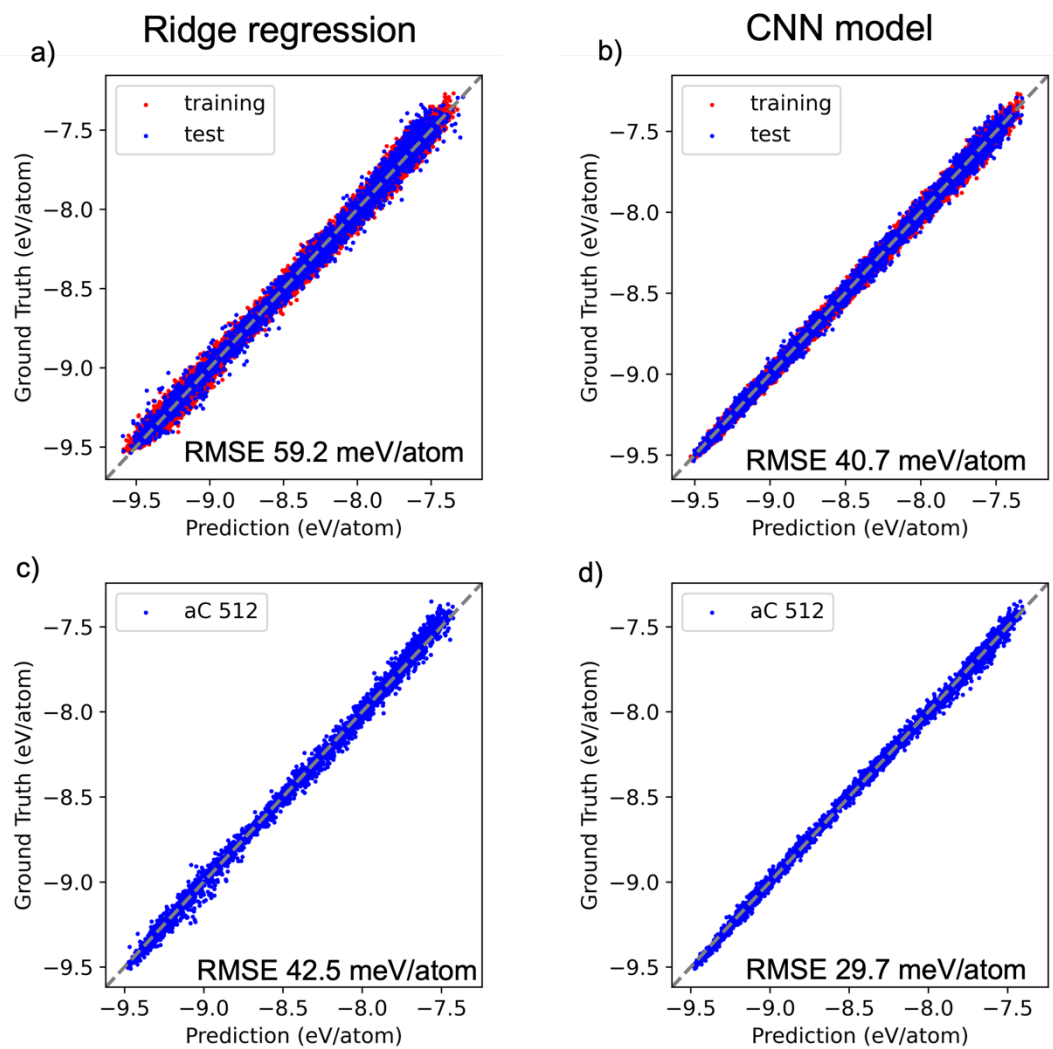 Ridge regression
CNN model
a)
training
test
−7.5
−8.0
−8.5
−9.0
−9.5
Ground Truth (eV/atom)
RMSE 59.2 meV/atom
−9.5 −9.0 −8.5 −8.0 −7.5
Prediction (eV/atom)
b)
training
test
−7.5
−8.0
−8.5
−9.0
−9.5
Ground Truth (eV/atom)
RMSE 40.7 meV/atom
−9.5 −9.0 −8.5 −8.0 −7.5
Prediction (eV/atom)
c)
aC 512
−7.5
−8.0
−8.5
−9.0
−9.5
Ground Truth (eV/atom)
RMSE 42.5 meV/atom
−9.5 −9.0 −8.5 −8.0 −7.5
Prediction (eV/atom)
d)
aC 512
−7.5
−8.0
−8.5
−9.0
−9.5
Ground Truth (eV/atom)
RMSE 29.7 meV/atom
−9.5 −9.0 −8.5 −8.0 −7.5
Prediction (eV/atom)